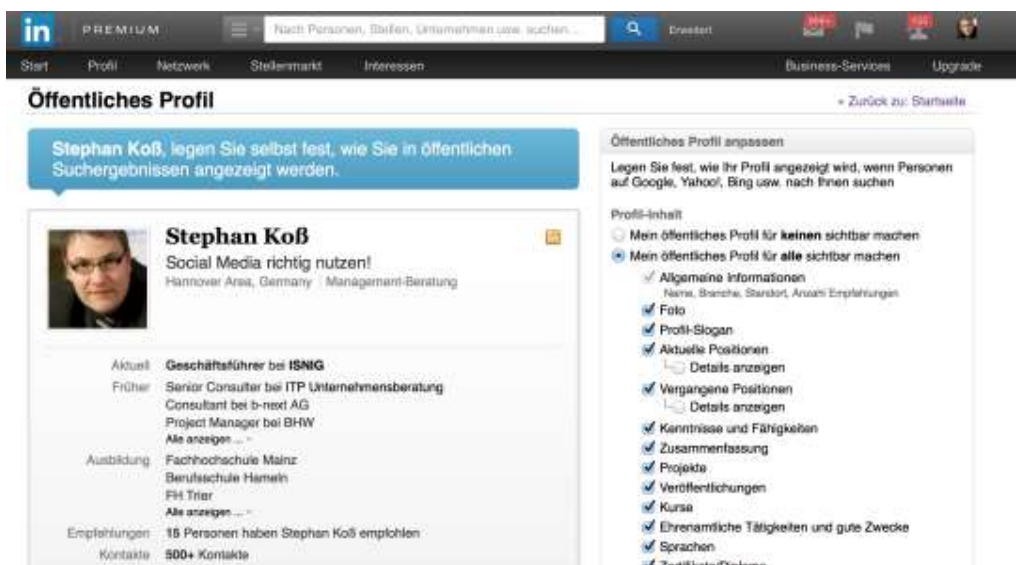 in PREMIUM Nach Personen, Stellen, Unternehmen usw. suchen... Erweitert
Start Profil Netzwerk Stellenmarkt Interessen Business-Services Upgrade
Öffentliches Profil
« Zurück zu: Startseite
Stephan Koß, legen Sie selbst fest, wie Sie in öffentlichen
Suchergebnissen angezeigt werden.
Stephan Koß
Social Media richtig nutzen!
Hannover Area, Germany | Management-Beratung
Aktuell Geschäftsführer bei ISNIG
Früher Senior Consulter bei ITP Unternehmensberatung
Consultant bei b-next AG
Project Manager bei BHW
Alle anzeigen ...
Ausbildung Fachhochschule Mainz
Berufsschule Hameln
FH Trier
Alle anzeigen ...
Empfehlungen 15 Personen haben Stephan Koß empfohlen
Kontakte 500+ Kontakte
Öffentliches Profil anpassen
Legen Sie fest, wie Ihr Profil angezeigt wird, wenn Personen
auf Google, Yahoo!, Bing usw. nach Ihnen suchen
Profil-Inhalt
Mein öffentliches Profil für keinen sichtbar machen
Mein öffentliches Profil für alle sichtbar machen
Allgemeine Informationen
Name, Branche, Standort, Anzahl Empfehlungen
Foto
Profil-Slogan
Aktuelle Positionen
Details anzeigen
Vergangene Positionen
Details anzeigen
Kenntnisse und Fähigkeiten
Zusammenfassung
Projekte
Veröffentlichungen
Kurse
Ehrenamtliche Tätigkeiten und gute Zwecke
Sprachen
Zertifikate/Diplome